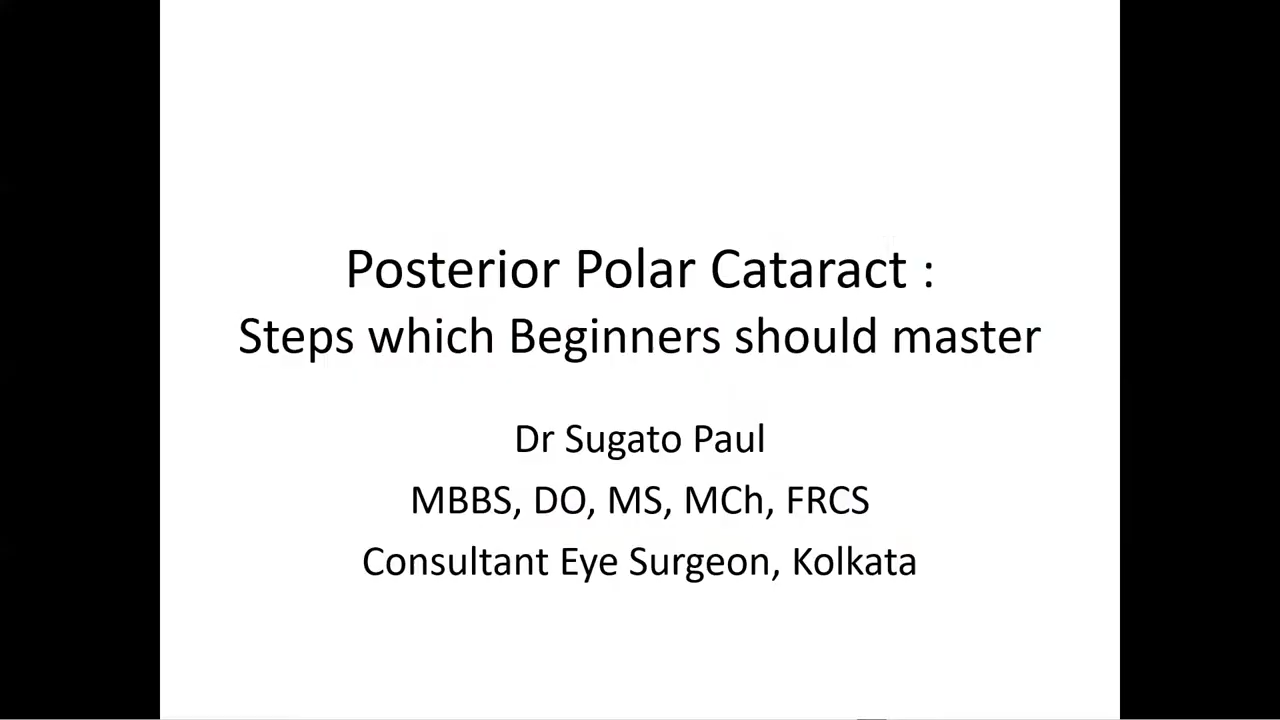 Posterior Polar Cataract :
Steps which Beginners should master
Dr Sugato Paul
MBBS, DO, MS, MCh, FRCS
Consultant Eye Surgeon, Kolkata